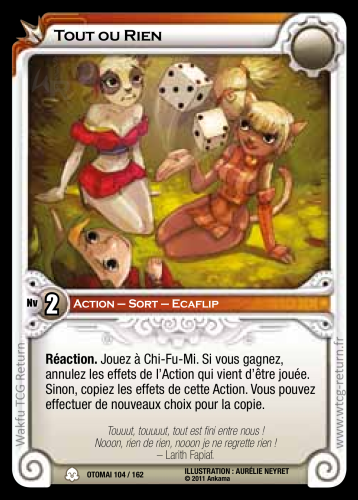 Tout ou Rien
Nv 2 Action – Sort – Ecaflip
Réaction. Jouez à Chi-Fu-Mi. Si vous gagnez,
annulez les effets de l'Action qui vient d'être jouée.
Sinon, copiez les effets de cette Action. Vous pouvez
effectuer de nouveaux choix pour la copie.
Touuut, touuuut, tout est fini entre nous !
Nooon, rien de rien, nooon je ne regrette rien !
– Larith Fapiaf.
OTOMAI 104 / 162
ILLUSTRATION : AURÉLIE NEYRET
© 2011 Ankama
Wakfu TCG Return
www.wtcg-return.fr